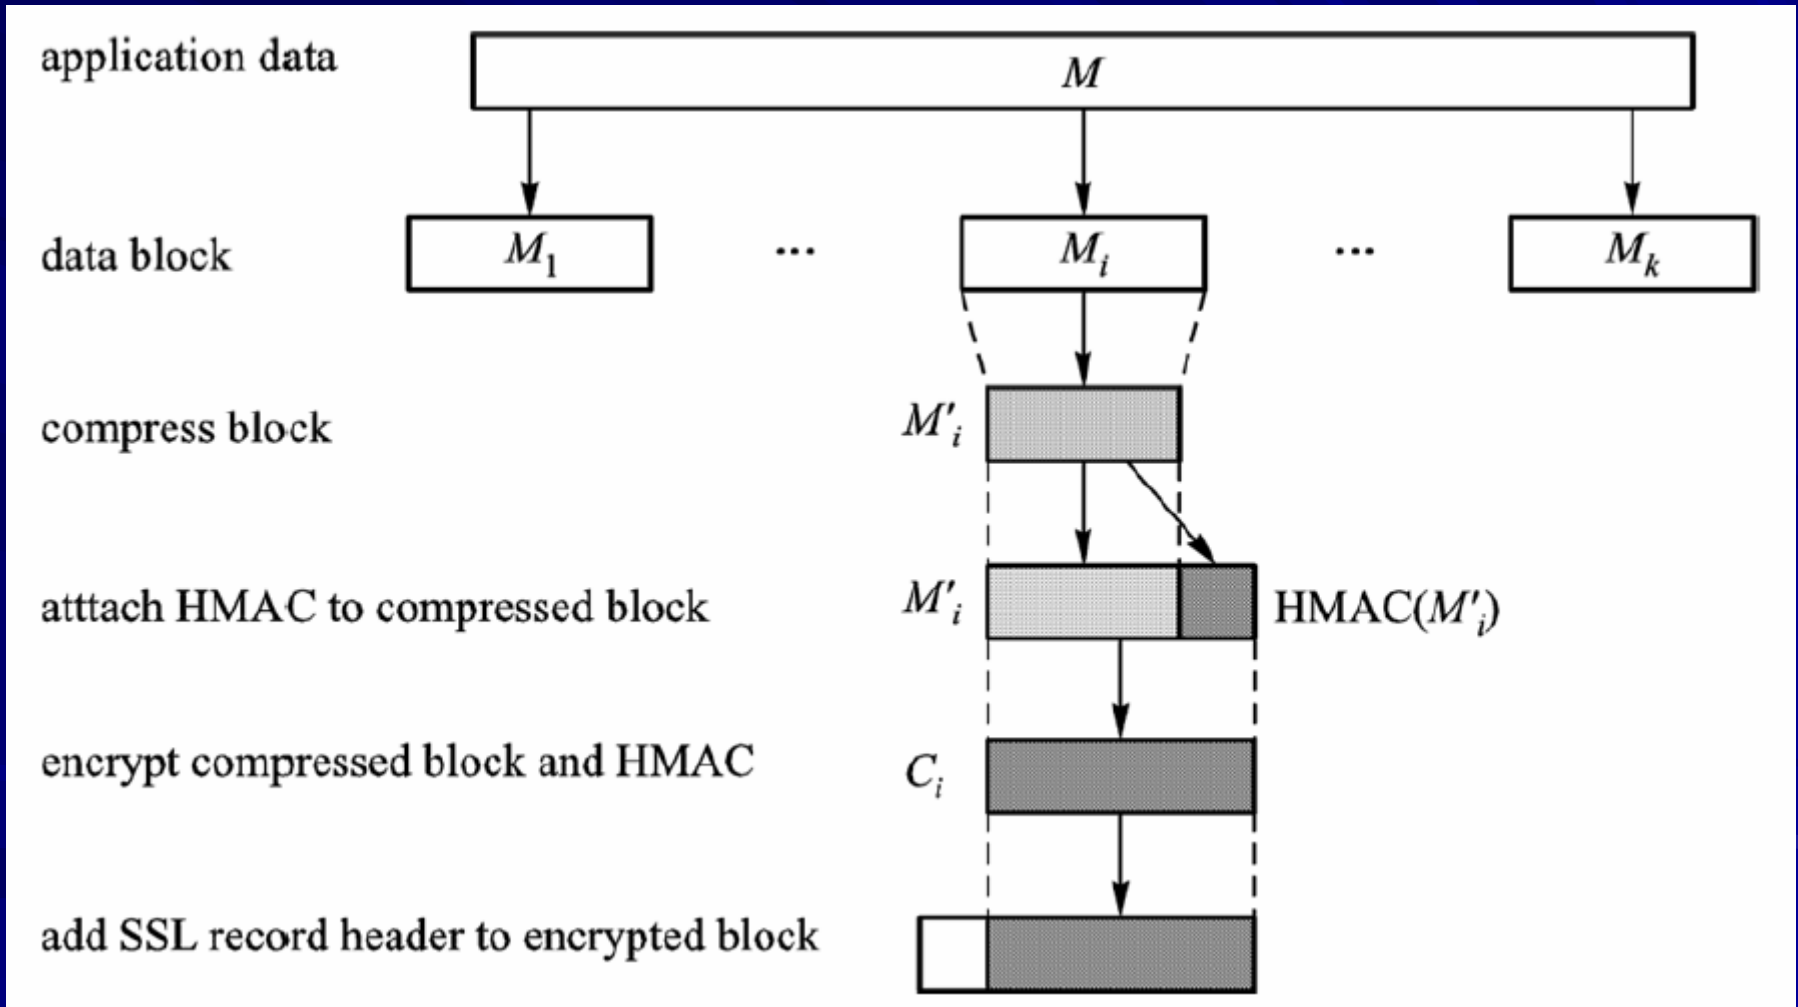 application data
M
data block
M₁ ... Mᵢ ... Mₖ
compress block
M'ᵢ
atttach HMAC to compressed block
M'ᵢ
HMAC(M'ᵢ)
encrypt compressed block and HMAC
Cᵢ
add SSL record header to encrypted block